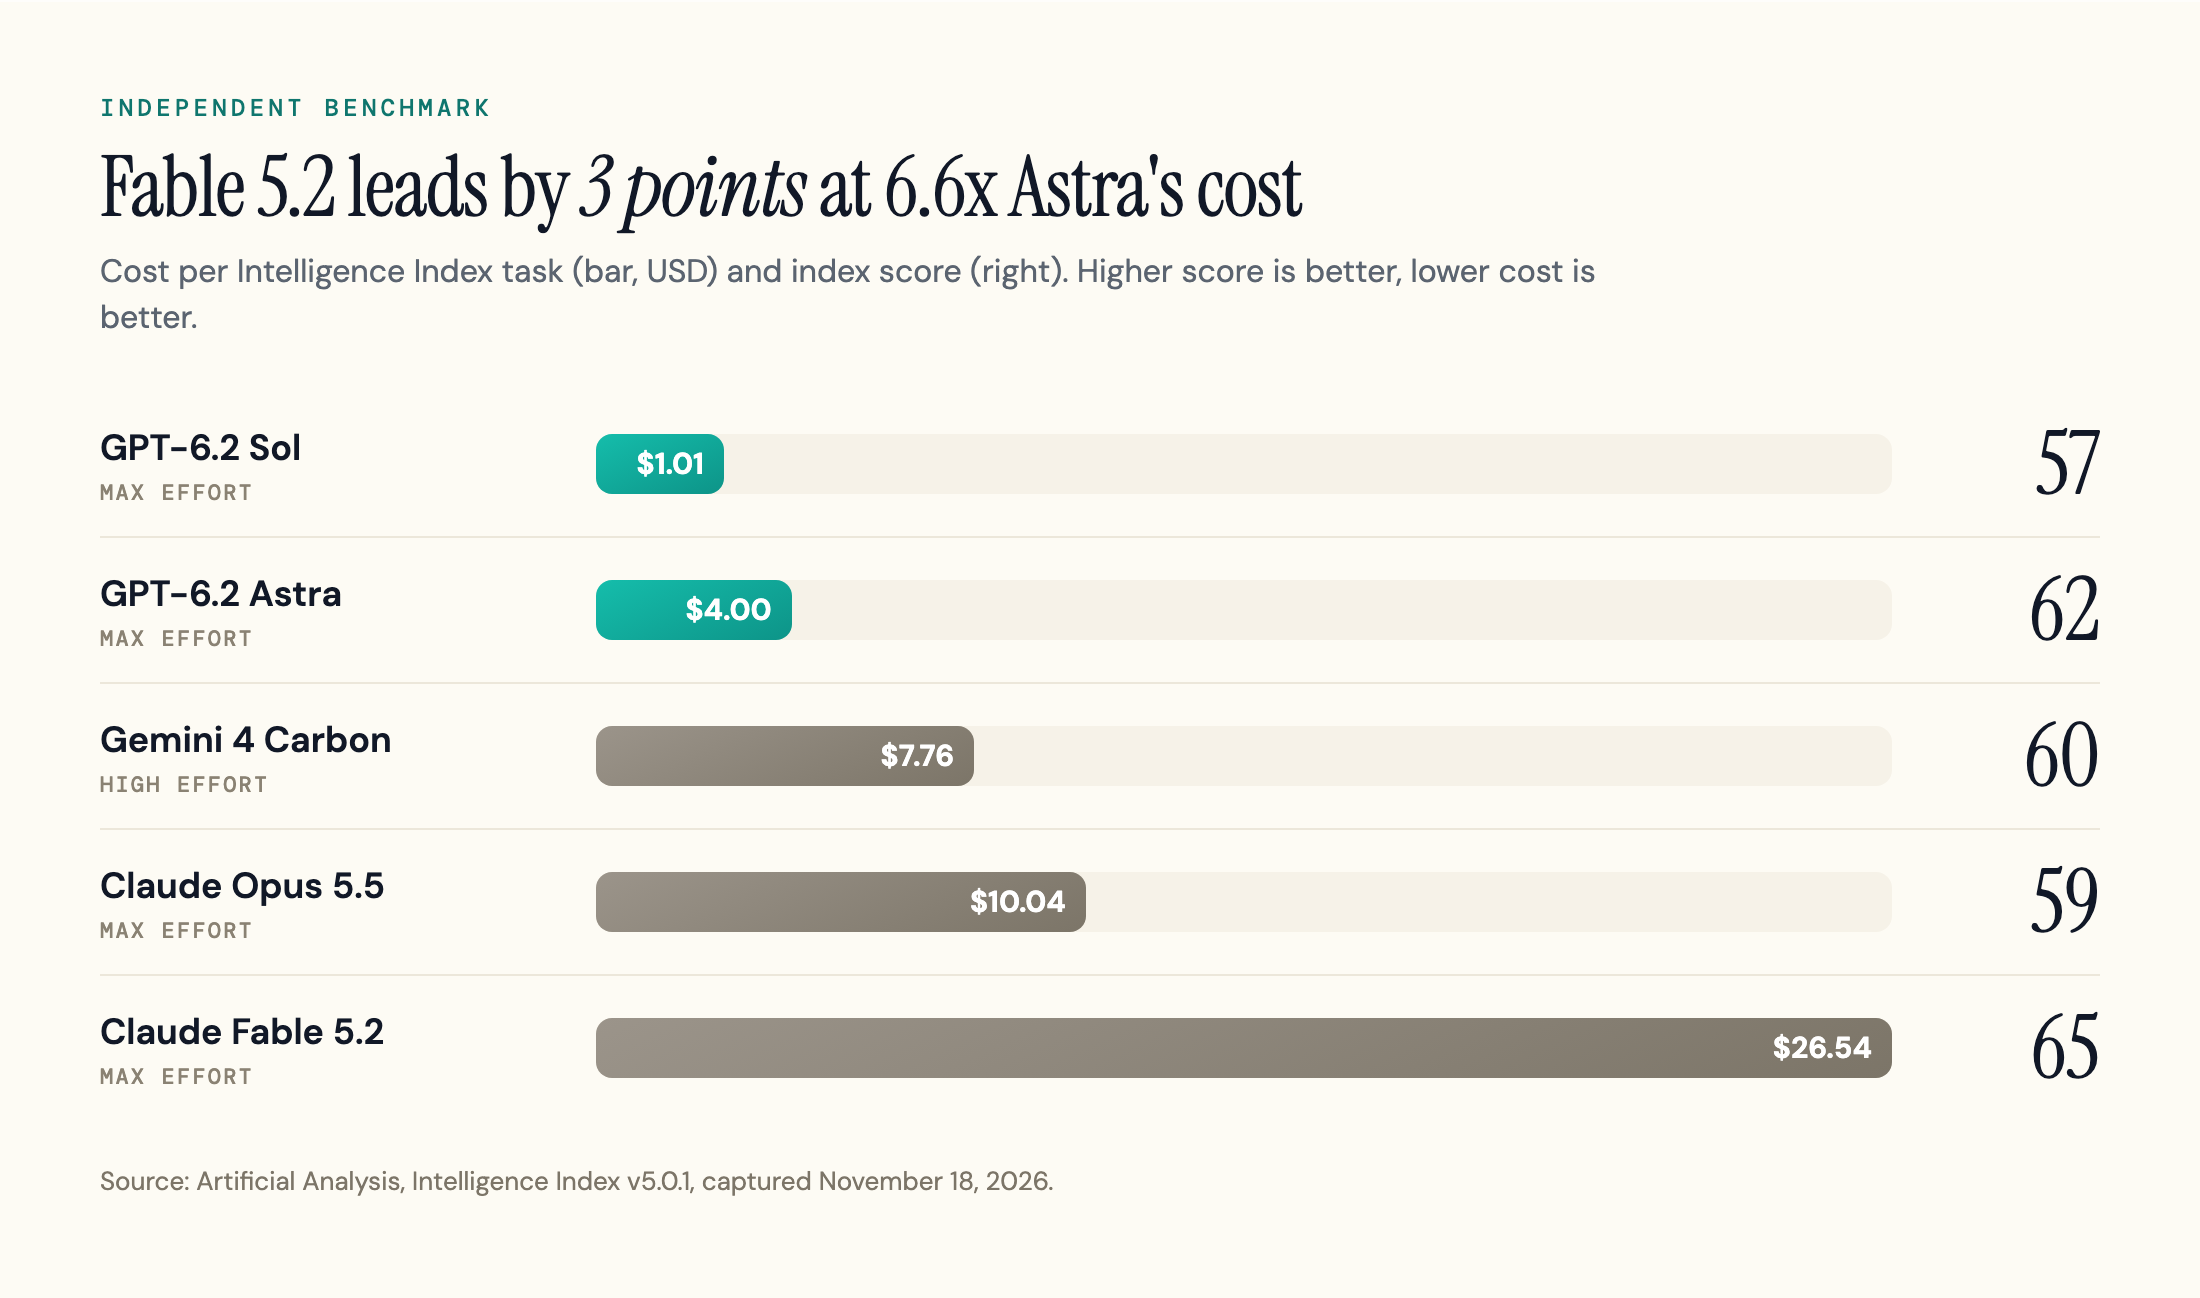 INDEPENDENT BENCHMARK
Fable 5.2 leads by 3 points at 6.6x Astra's cost
Cost per Intelligence Index task (bar, USD) and index score (right). Higher score is better, lower cost is
better.
GPT-6.2 Sol
MAX EFFORT
$1.01
57
GPT-6.2 Astra
MAX EFFORT
$4.00
62
Gemini 4 Carbon
HIGH EFFORT
$7.76
60
Claude Opus 5.5
MAX EFFORT
$10.04
59
Claude Fable 5.2
MAX EFFORT
$26.54
65
Source: Artificial Analysis, Intelligence Index v5.0.1, captured November 18, 2026.